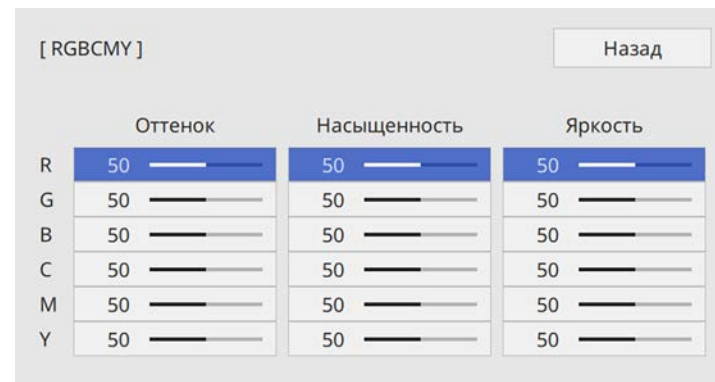 [ RGBCMY ] Назад
Оттенок Насыщенность Яркость
R 50 50 50
G 50 50 50
B 50 50 50
C 50 50 50
M 50 50 50
Y 50 50 50